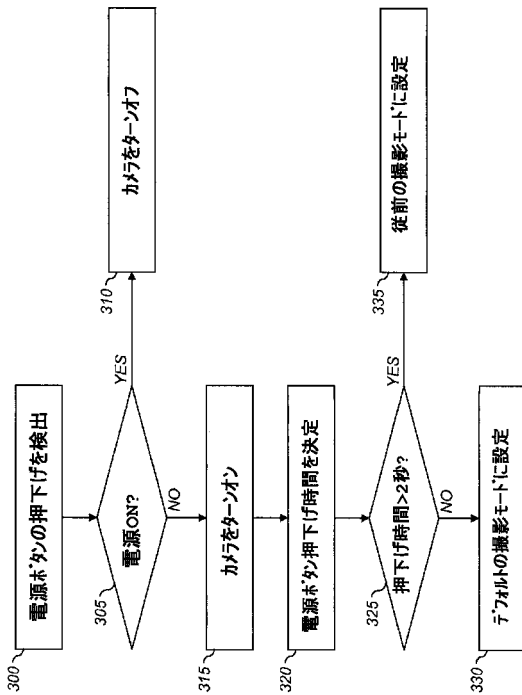 300
電源ボタンの押下げを検出
305
電源ON?
YES
310
カメラをターンオフ
NO
315
カメラをターンオン
320
電源ボタン押下げ時間を決定
325
押下げ時間>2秒?
YES
335
従前の撮影モードに設定
NO
330
デフォルトの撮影モードに設定